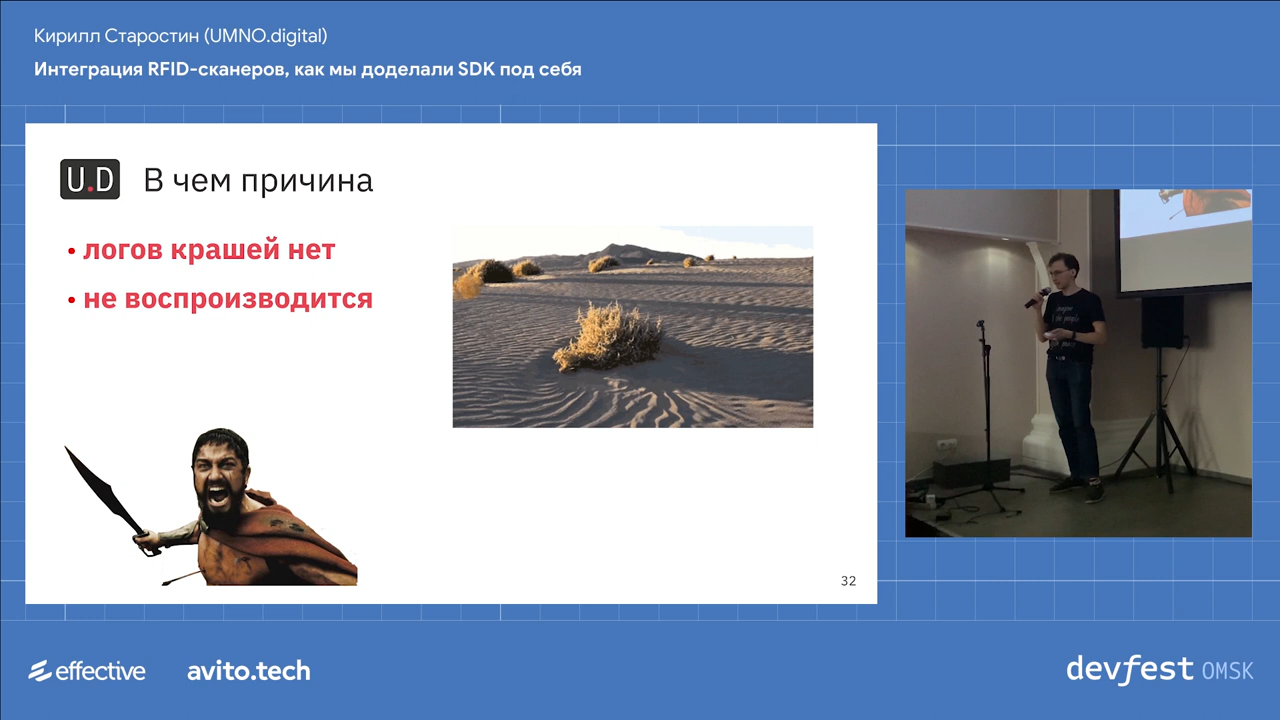 Кирилл Старостин (UMNO.digital)
Интеграция RFID-сканеров, как мы доделали SDK под себя
U.D В чем причина
• логов крашей нет
• не воспроизводится
32
effective
avito.tech
devfest OMSK